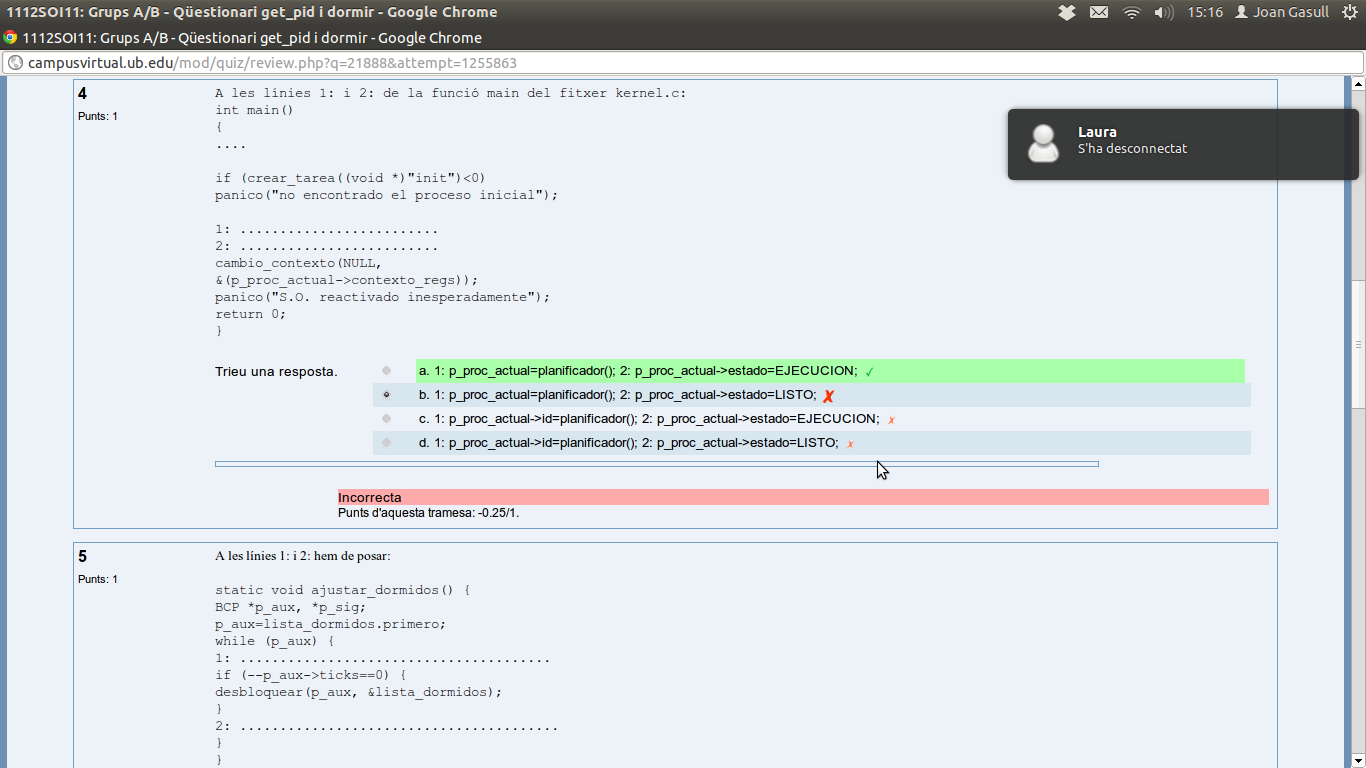 1112SOI11: Grups A/B - Qüestionari get_pid i dormir - Google Chrome
15:16 Joan Gasull
1112SOI11: Grups A/B - Qüestionari get_pid i dormir - Google Chrome
campusvirtual.ub.edu/mod/quiz/review.php?q=21888&attempt=1255863
Laura
S'ha desconnectat
4
Punts: 1
A les línies 1: i 2: de la funció main del fitxer kernel.c:
int main()
{
....
if (crear_tarea((void *)"init")<0)
panico("no encontrado el proceso inicial");
1: .........................
2: .........................
cambio_contexto(NULL,
&(p_proc_actual->contexto_regs));
panico("S.O. reactivado inesperadamente");
return 0;
}
Trieu una resposta.
a. 1: p_proc_actual=planificador(); 2: p_proc_actual->estado=EJECUCION; ✓
b. 1: p_proc_actual=planificador(); 2: p_proc_actual->estado=LISTO; ✗
c. 1: p_proc_actual->id=planificador(); 2: p_proc_actual->estado=EJECUCION; ✗
d. 1: p_proc_actual->id=planificador(); 2: p_proc_actual->estado=LISTO; ✗
Incorrecta
Punts d'aquesta tramesa: -0.25/1.
5
Punts: 1
A les línies 1: i 2: hem de posar:
static void ajustar_dormidos() {
BCP *p_aux, *p_sig;
p_aux=lista_dormidos.primero;
while (p_aux) {
1: .......................................
if (--p_aux->ticks==0) {
desbloquear(p_aux, &lista_dormidos);
}
2: ........................................
}
}